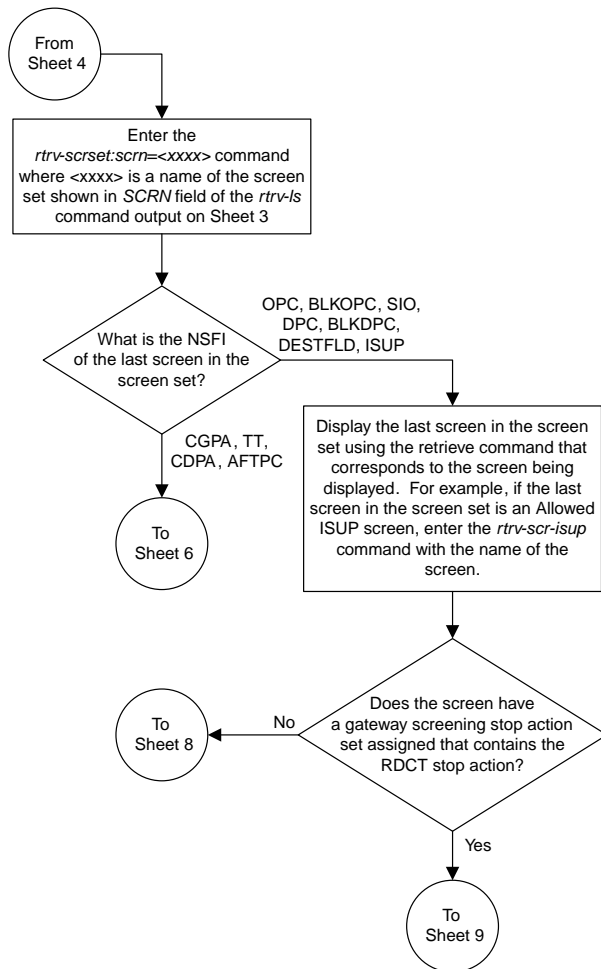 From
Sheet 4
Enter the
rtrv-scrset:scrn=<xxxx> command
where <xxxx> is a name of the screen
set shown in SCRN field of the rtrv-ls
command output on Sheet 3
What is the NSFI
of the last screen in the
screen set?
OPC, BLKOPC, SIO,
DPC, BLKDPC,
DESTFLD, ISUP
CGPA, TT,
CDPA, AFTPC
To
Sheet 6
Display the last screen in the screen
set using the retrieve command that
corresponds to the screen being
displayed. For example, if the last
screen in the screen set is an Allowed
ISUP screen, enter the rtrv-scr-isup
command with the name of the
screen.
Does the screen have
a gateway screening stop action
set assigned that contains the
RDCT stop action?
No
To
Sheet 8
Yes
To
Sheet 9